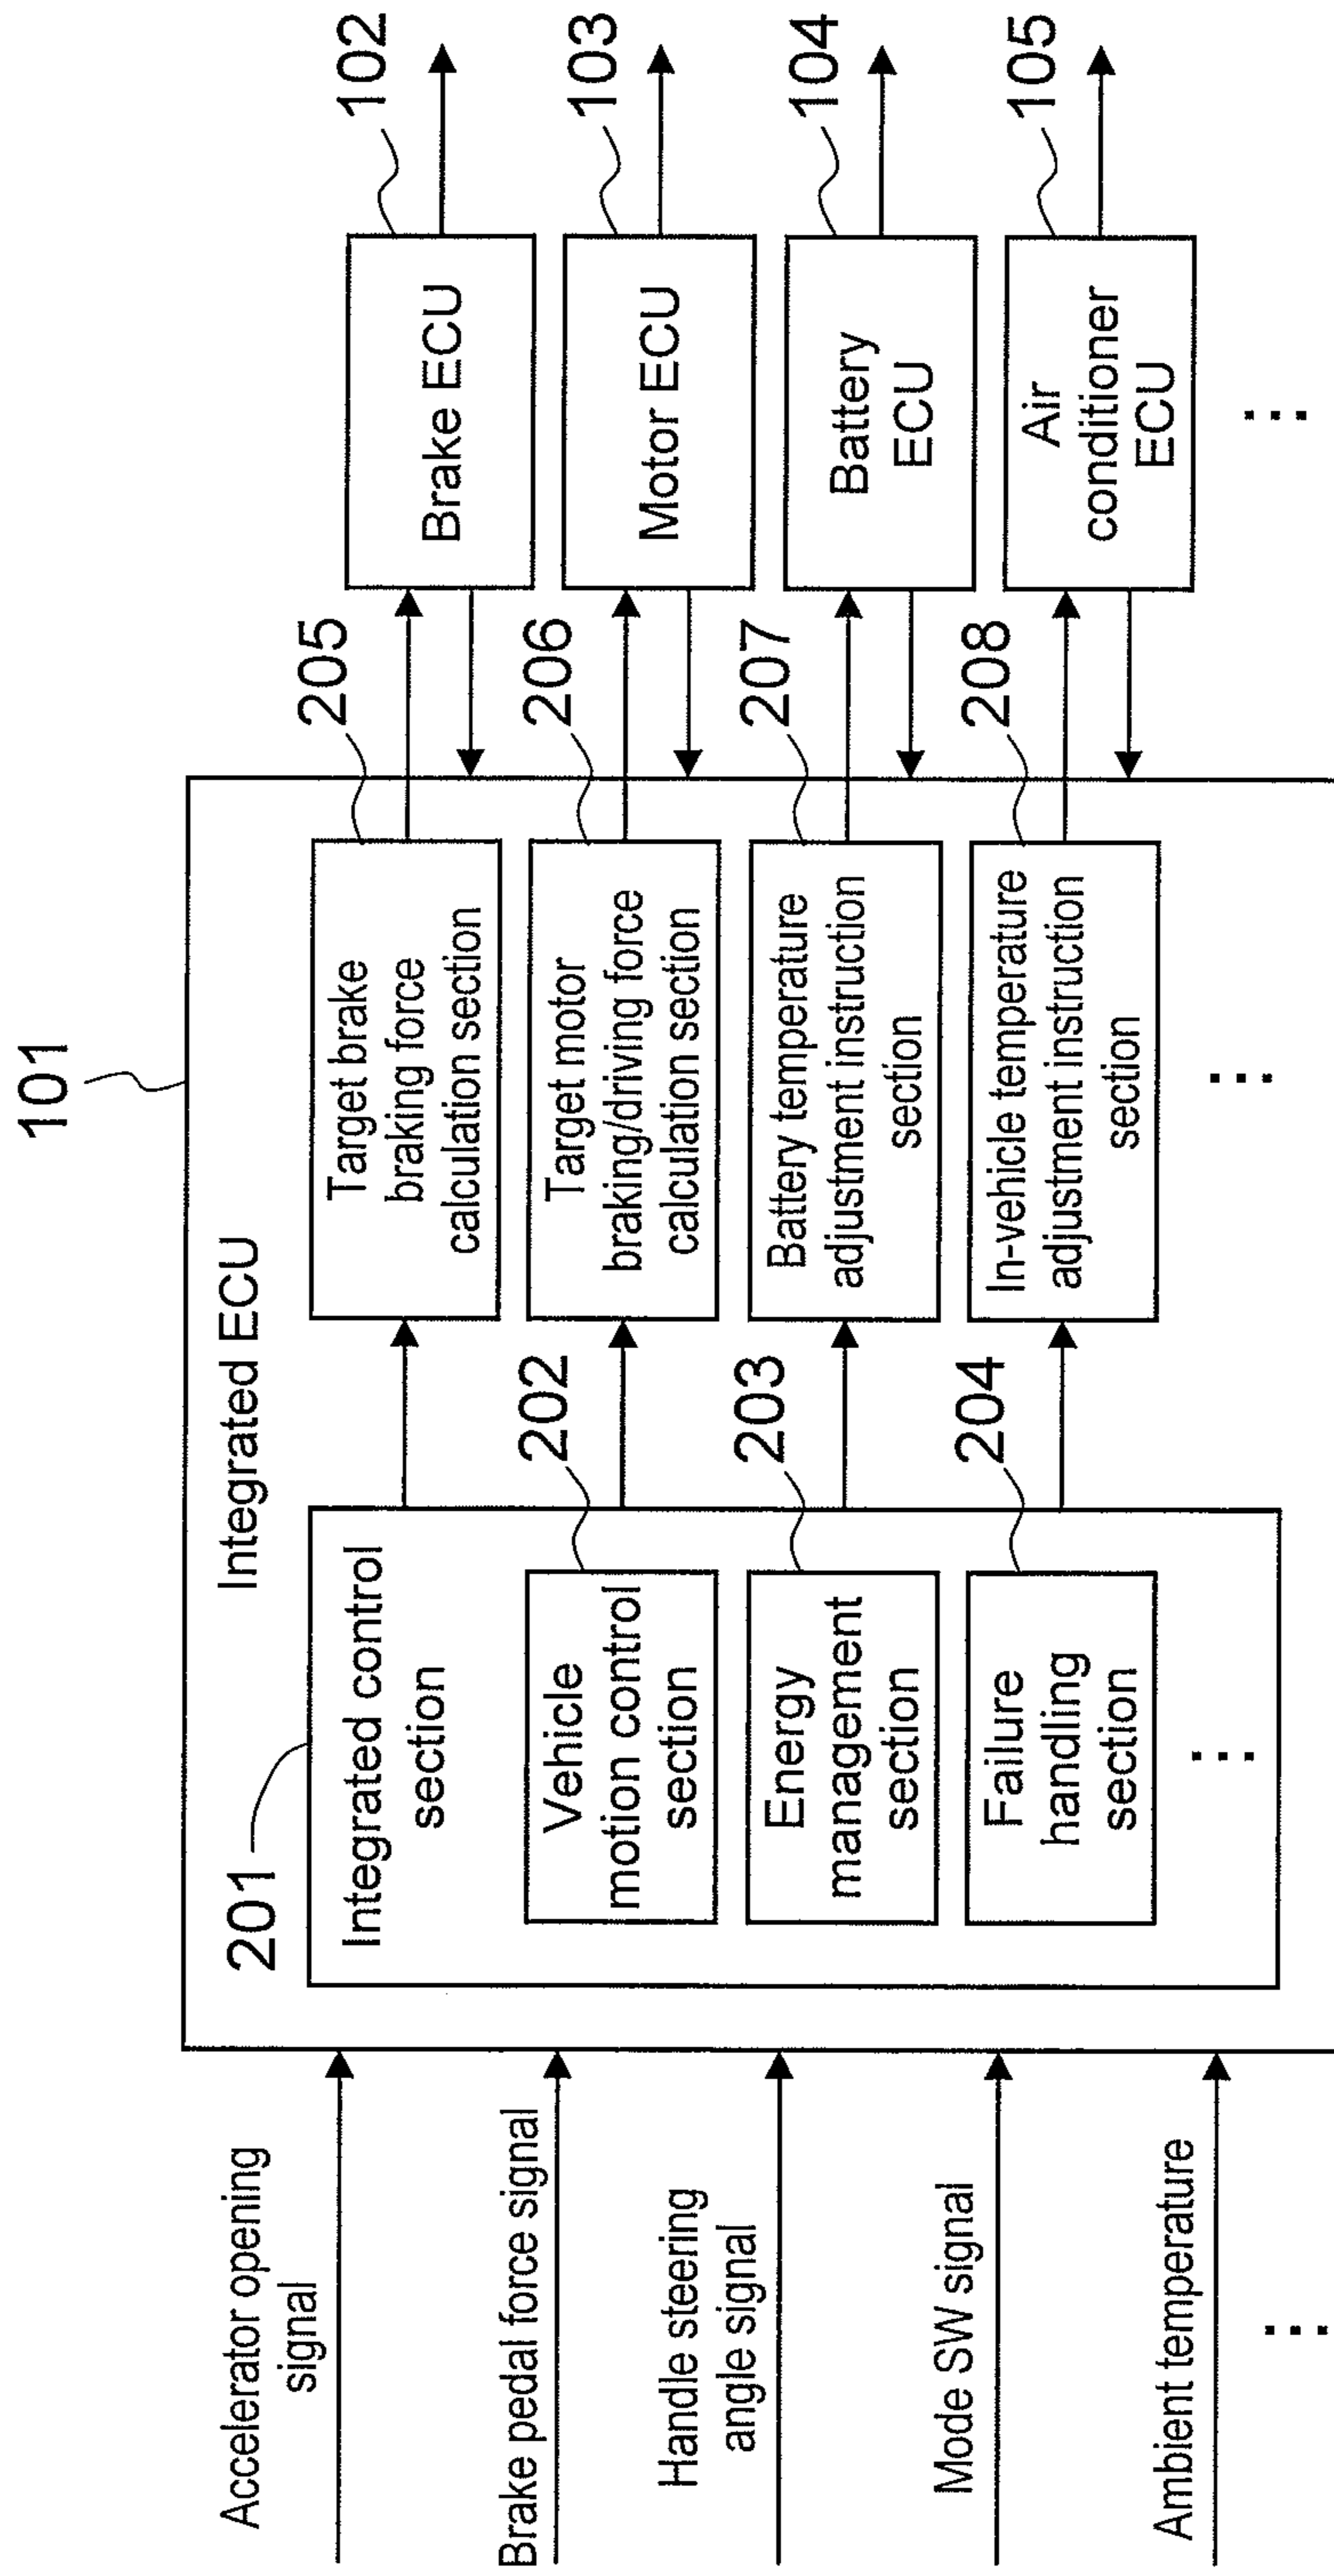 101
Integrated ECU
Accelerator opening
signal
Brake pedal force signal
Handle steering
angle signal
Mode SW signal
Ambient temperature
...
201
Integrated control
section
202
Vehicle
motion control
section
203
Energy
management
section
204
Failure
handling
section
...
205
Target brake
braking force
calculation section
206
Target motor
braking/driving force
calculation section
207
Battery temperature
adjustment instruction
section
208
In-vehicle temperature
adjustment instruction
section
...
102
Brake ECU
103
Motor ECU
104
Battery
ECU
105
Air
conditioner
ECU
...